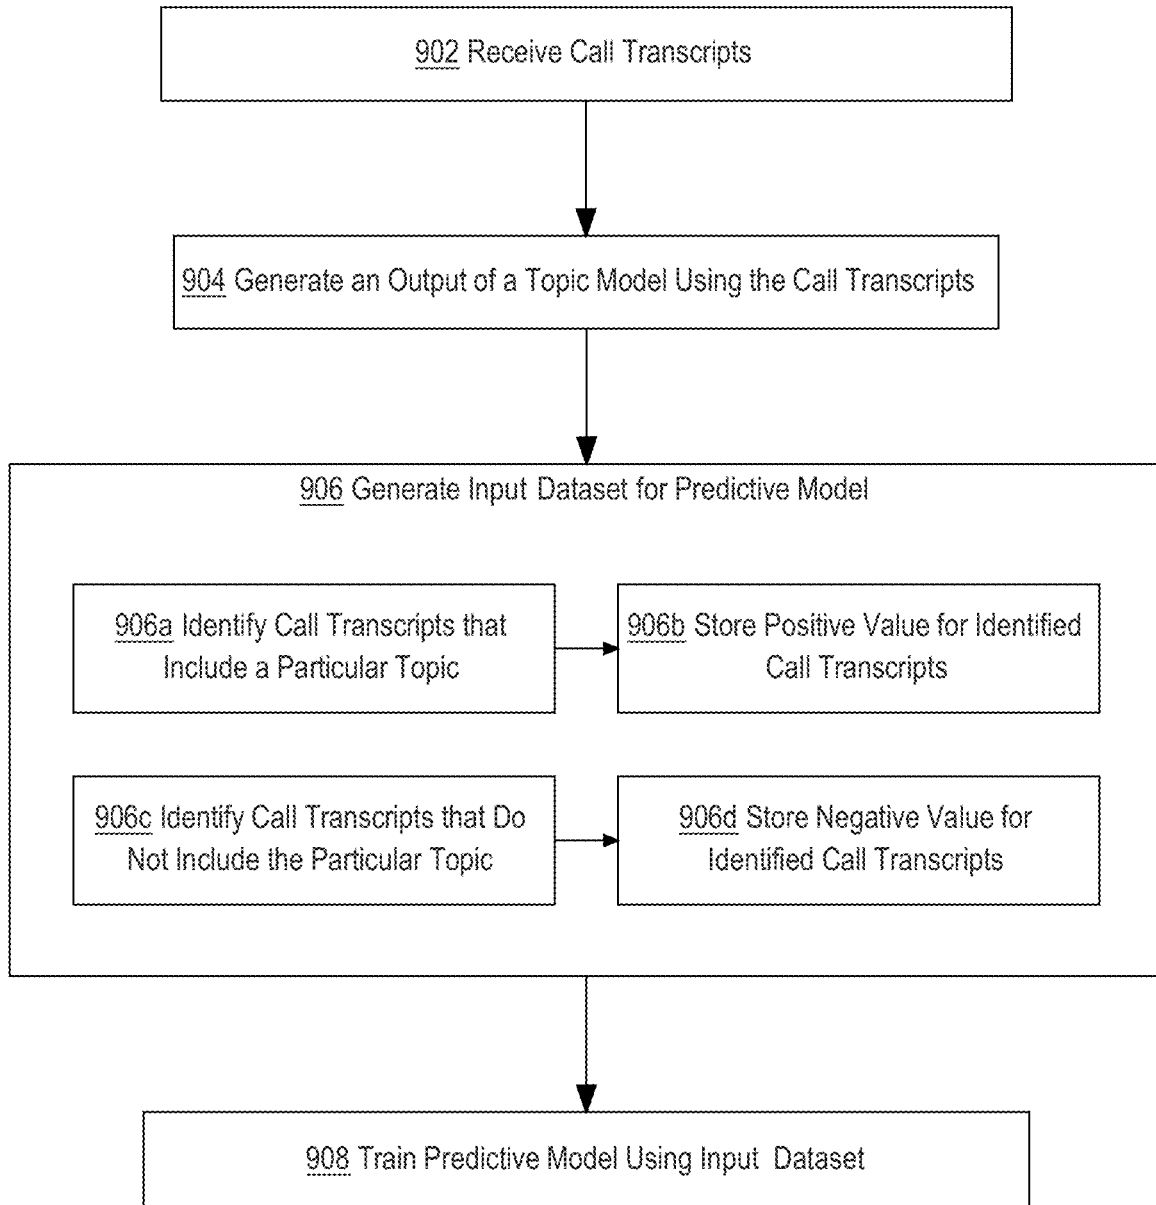 902 Receive Call Transcripts
904 Generate an Output of a Topic Model Using the Call Transcripts
906 Generate Input Dataset for Predictive Model
906a Identify Call Transcripts that
Include a Particular Topic
906b Store Positive Value for Identified
Call Transcripts
906c Identify Call Transcripts that Do
Not Include the Particular Topic
906d Store Negative Value for
Identified Call Transcripts
908 Train Predictive Model Using Input Dataset